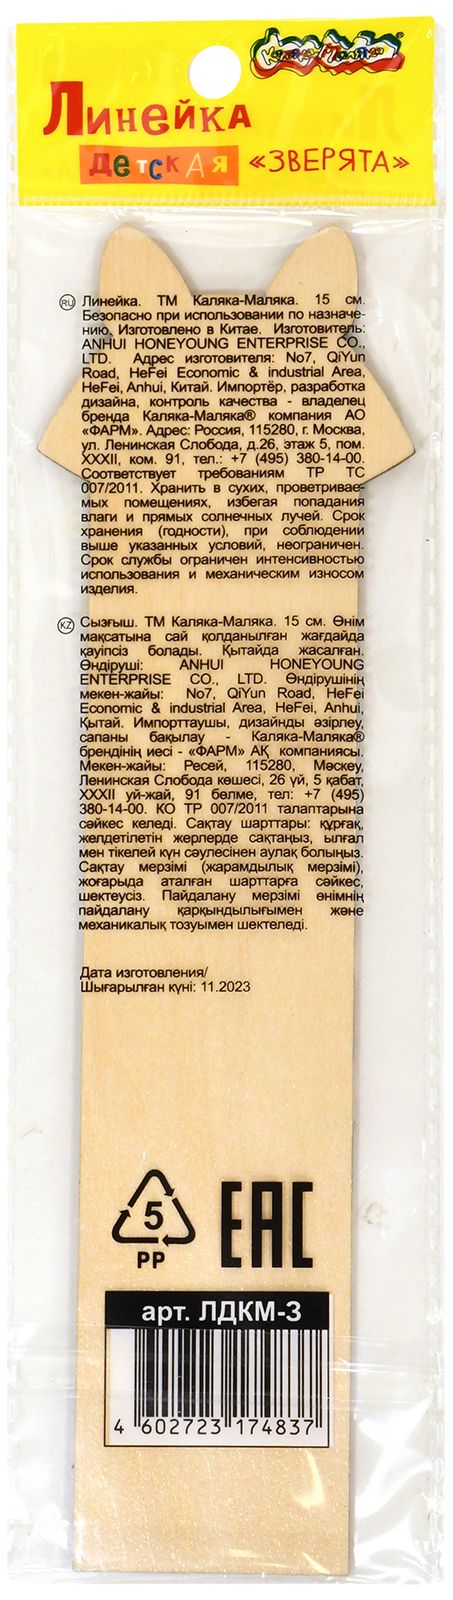 Каляка-Маляка®
Линейка
детская «ЗВЕРЯТА»
RU Линейка. ТМ Каляка-Маляка. 15 см.
Безопасно при использовании по назначе-
нию. Изготовлено в Китае. Изготовитель:
ANHUI HONEYOUNG ENTERPRISE CO.,
LTD. Адрес изготовителя: No7, QiYun
Road, HeFei Economic & industrial Area,
HeFei, Anhui, Китай. Импортёр, разработка
дизайна, контроль качества - владелец
бренда Каляка-Маляка® компания АО
«ФАРМ». Адрес: Россия, 115280, г. Москва,
ул. Ленинская Слобода, д.26, этаж 5, пом.
XXXII, ком. 91, тел.: +7 (495) 380-14-00.
Соответствует требованиям ТР ТС
007/2011. Хранить в сухих, проветривае-
мых помещениях, избегая попадания
влаги и прямых солнечных лучей. Срок
хранения (годности), при соблюдении
выше указанных условий, неограничен.
Срок службы ограничен интенсивностью
использования и механическим износом
изделия.
KZ Сызғыш. ТМ Каляка-Маляка. 15 см. Өнім
мақсатына сай қолданылған жағдайда
қауіпсіз болады. Қытайда жасалған.
Өндіруші: ANHUI HONEYOUNG
ENTERPRISE CO., LTD. Өндірушінің
мекен-жайы: No7, QiYun Road, HeFei
Economic & industrial Area, HeFei, Anhui,
Қытай. Импорттаушы, дизайнды әзірлеу,
сапаны бақылау - Каляка-Маляка®
брендінің иесі - «ФАРМ» АҚ компаниясы.
Мекен-жайы: Ресей, 115280, Мәскеу,
Ленинская Слобода көшесі, 26 үй, 5 қабат,
XXXII уй-жай, 91 бөлме, тел: +7 (495)
380-14-00. КО ТР 007/2011 талаптарына
сәйкес келеді. Сақтау шарттары: құрғақ,
желдетілетін жерлерде сақтаңыз, ылғал
мен тікелей күн сәулесінен аулақ болыңыз.
Сақтау мерзімі (жарамдылық мерзімі),
жоғарыда аталған шарттарға сәйкес,
шектеусіз. Пайдалану мерзімі өнімнің
пайдалану қарқындылығымен және
механикалық тозуымен шектеледі.
Дата изготовления/
Шығарылған күні: 11.2023
5
PP
EAC
арт. ЛДКМ-З
4 602723 174837